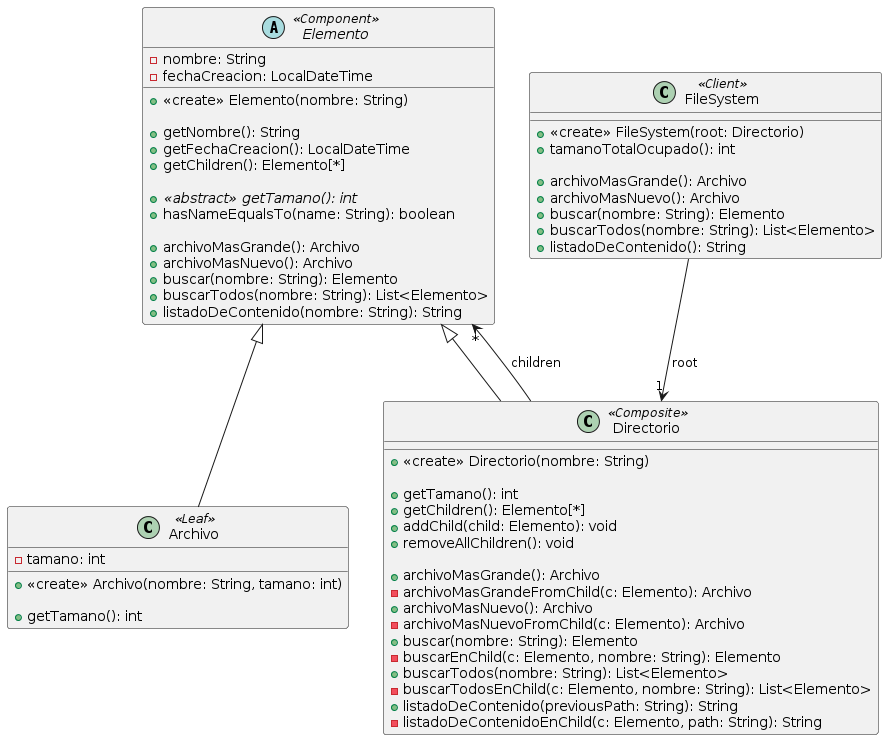 A
«Component»
Elemento
nombre: String
fechaCreacion: LocalDateTime
«create» Elemento(nombre: String)
getNombre(): String
getFechaCreacion(): LocalDateTime
getChildren(): Elemento[*]
«abstract» getTamano(): int
hasNameEqualsTo(name: String): boolean
archivoMasGrande(): Archivo
archivoMasNuevo(): Archivo
buscar(nombre: String): Elemento
buscarTodos(nombre: String): List<Elemento>
listadoDeContenido(nombre: String): String
C
«Client»
FileSystem
«create» FileSystem(root: Directorio)
tamanoTotalOcupado(): int
archivoMasGrande(): Archivo
archivoMasNuevo(): Archivo
buscar(nombre: String): Elemento
buscarTodos(nombre: String): List<Elemento>
listadoDeContenido(): String
*
children
root
1
C
«Composite»
Directorio
«create» Directorio(nombre: String)
getTamano(): int
getChildren(): Elemento[*]
addChild(child: Elemento): void
removeAllChildren(): void
archivoMasGrande(): Archivo
archivoMasGrandeFromChild(c: Elemento): Archivo
archivoMasNuevo(): Archivo
archivoMasNuevoFromChild(c: Elemento): Archivo
buscar(nombre: String): Elemento
buscarEnChild(c: Elemento, nombre: String): Elemento
buscarTodos(nombre: String): List<Elemento>
buscarTodosEnChild(c: Elemento, nombre: String): List<Elemento>
listadoDeContenido(previousPath: String): String
listadoDeContenidoEnChild(c: Elemento, path: String): String
C
«Leaf»
Archivo
tamano: int
«create» Archivo(nombre: String, tamano: int)
getTamano(): int